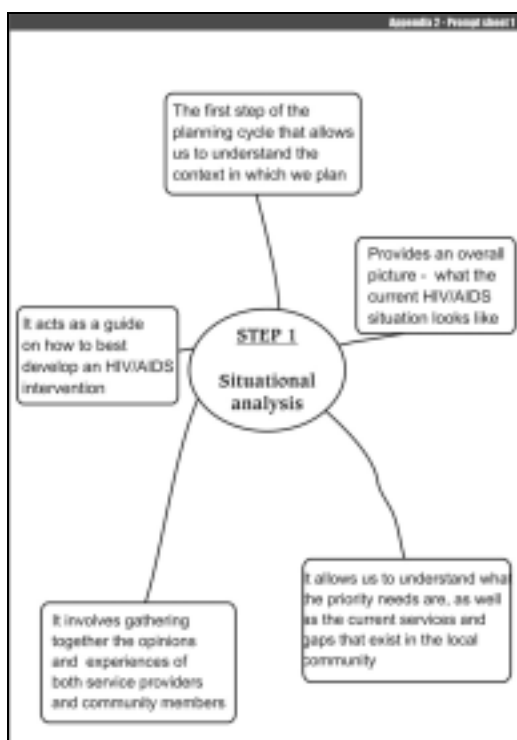 Appendix 2 - Prompt sheet 1
The first step of the
planning cycle that allows
us to understand the
context in which we plan
Provides an overall
picture - what the
current HIV/AIDS
situation looks like
It acts as a guide
on how to best
develop an HIV/AIDS
intervention
STEP 1
Situational
analysis
It allows us to understand what
the priority needs are, as well
as the current services and
gaps that exist in the local
community
It involves gathering
together the opinions
and experiences of
both service providers
and community members